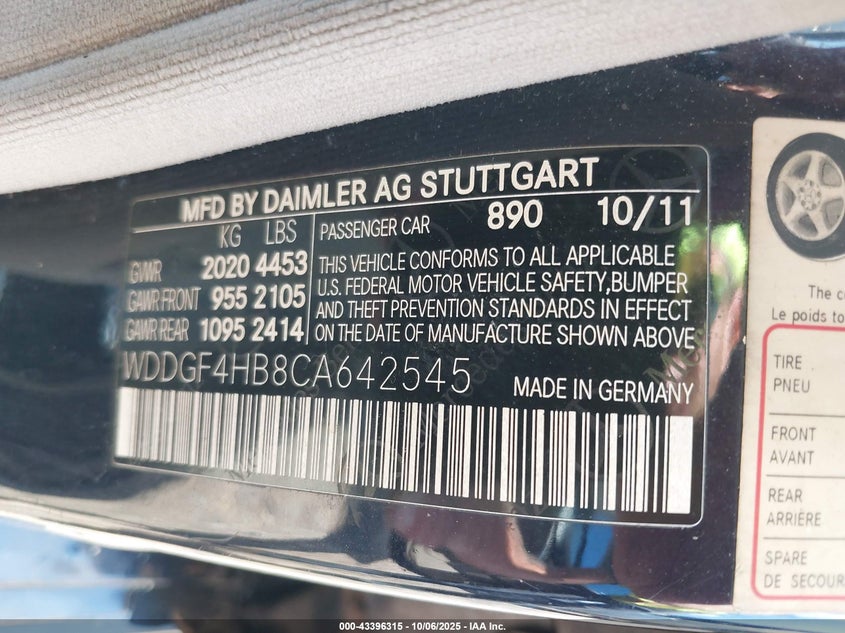 MFD BY DAIMLER AG STUTTGART
KG LBS
GVWR 2020 4453
GAWR FRONT 955 2105
GAWR REAR 1095 2414
PASSENGER CAR 890 10/11
THIS VEHICLE CONFORMS TO ALL APPLICABLE
U.S. FEDERAL MOTOR VEHICLE SAFETY,BUMPER
AND THEFT PREVENTION STANDARDS IN EFFECT
ON THE DATE OF MANUFACTURE SHOWN ABOVE
WDDGF4HB8CA642545
MADE IN GERMANY
The
Le poids
TIRE
PNEU
FRONT
AVANT
REAR
ARRIÈRE
SPARE
DE SECOUR
000-43396315 - 10/06/2025 - IAA Inc.